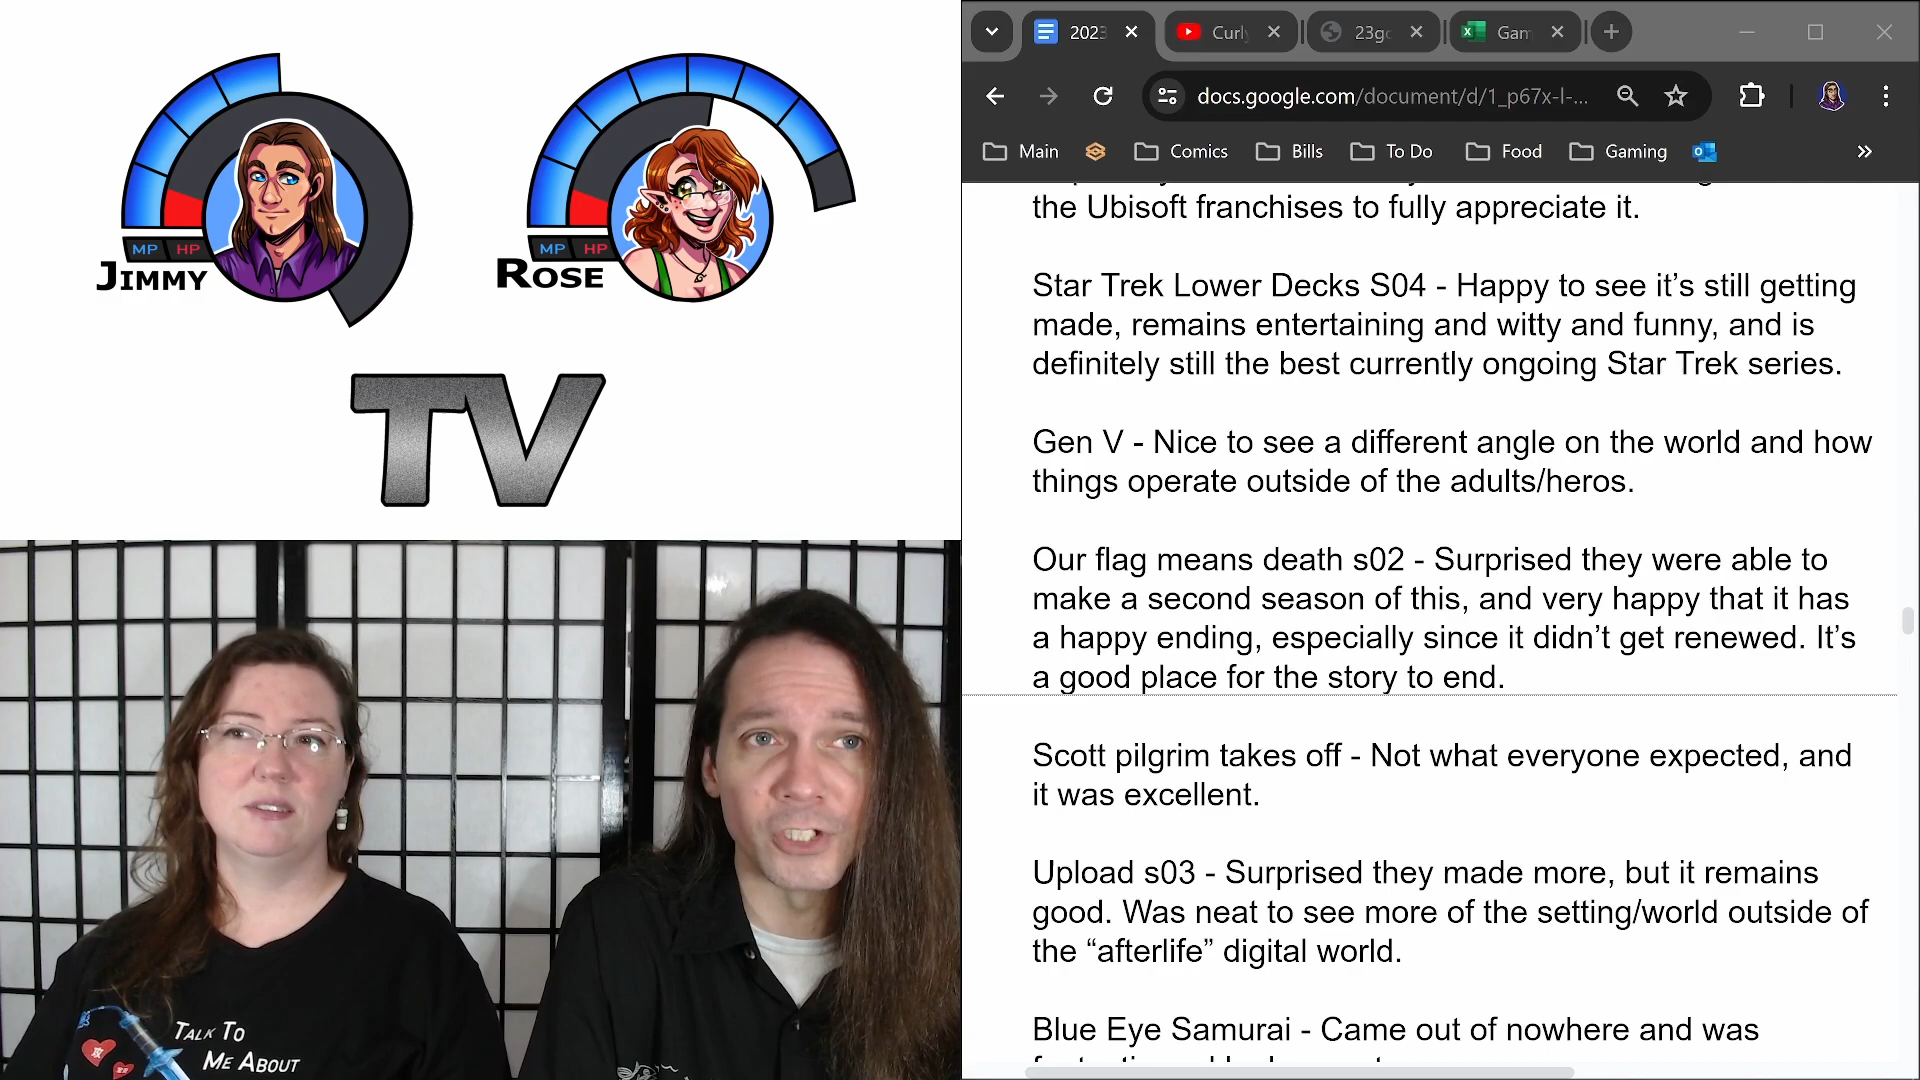 MP HP
JIMMY
MP HP
ROSE
TV
TALK TO
ME ABOUT
2023
Curly
23go
Gam
docs.google.com/document/d/1_p67x-l-...
Main
Comics
Bills
To Do
Food
Gaming
the Ubisoft franchises to fully appreciate it.
Star Trek Lower Decks S04 - Happy to see it’s still getting
made, remains entertaining and witty and funny, and is
definitely still the best currently ongoing Star Trek series.
Gen V - Nice to see a different angle on the world and how
things operate outside of the adults/heros.
Our flag means death s02 - Surprised they were able to
make a second season of this, and very happy that it has
a happy ending, especially since it didn’t get renewed. It’s
a good place for the story to end.
Scott pilgrim takes off - Not what everyone expected, and
it was excellent.
Upload s03 - Surprised they made more, but it remains
good. Was neat to see more of the setting/world outside of
the “afterlife” digital world.
Blue Eye Samurai - Came out of nowhere and was